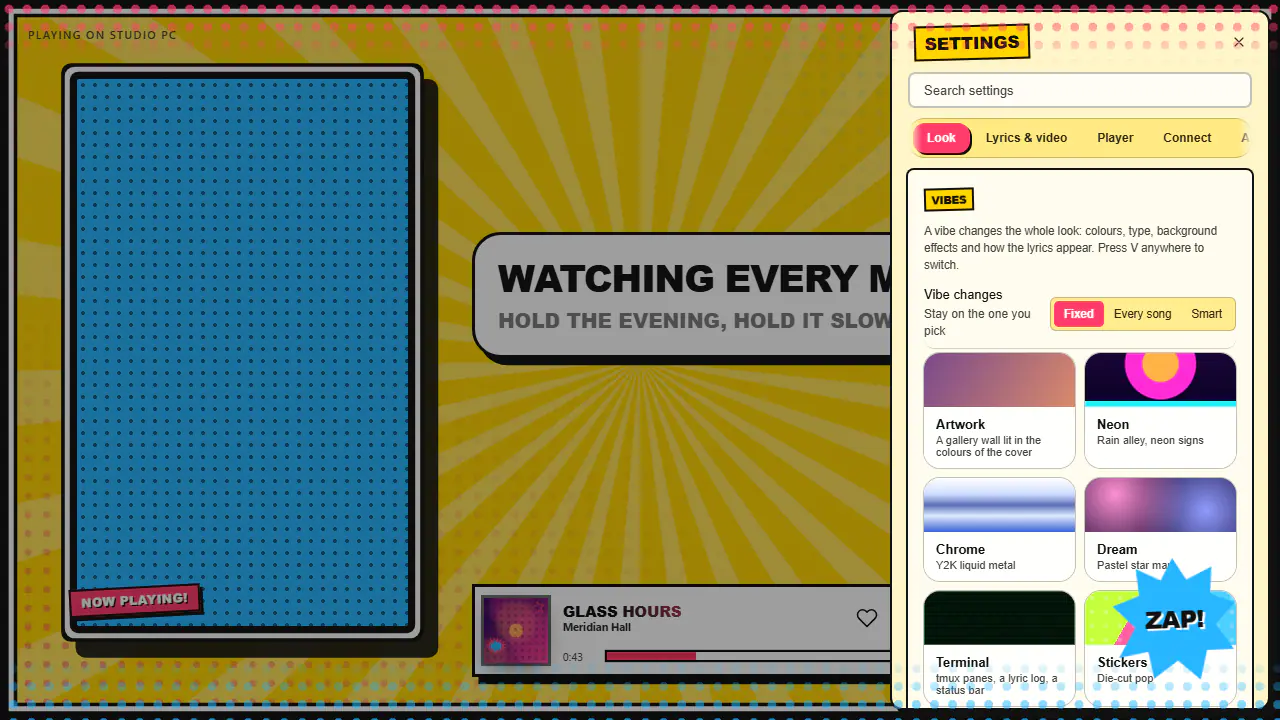 PLAYING ON STUDIO PC
SETTINGS
Search settings
Look
Lyrics & video
Player
Connect
VIBES
A vibe changes the whole look: colours, type, background
effects and how the lyrics appear. Press V anywhere to
switch.
Vibe changes
Stay on the one you
pick
Fixed
Every song
Smart
Artwork
A gallery wall lit in the
colours of the cover
Neon
Rain alley, neon signs
Chrome
Y2K liquid metal
Dream
Pastel star
Terminal
tmux panes, a lyric log, a
status bar
Stickers
Die-cut pop
ZAP!
WATCHING EVERY
HOLD THE EVENING, HOLD IT SLOW
NOW PLAYING!
GLASS HOURS
Meridian Hall
0:43